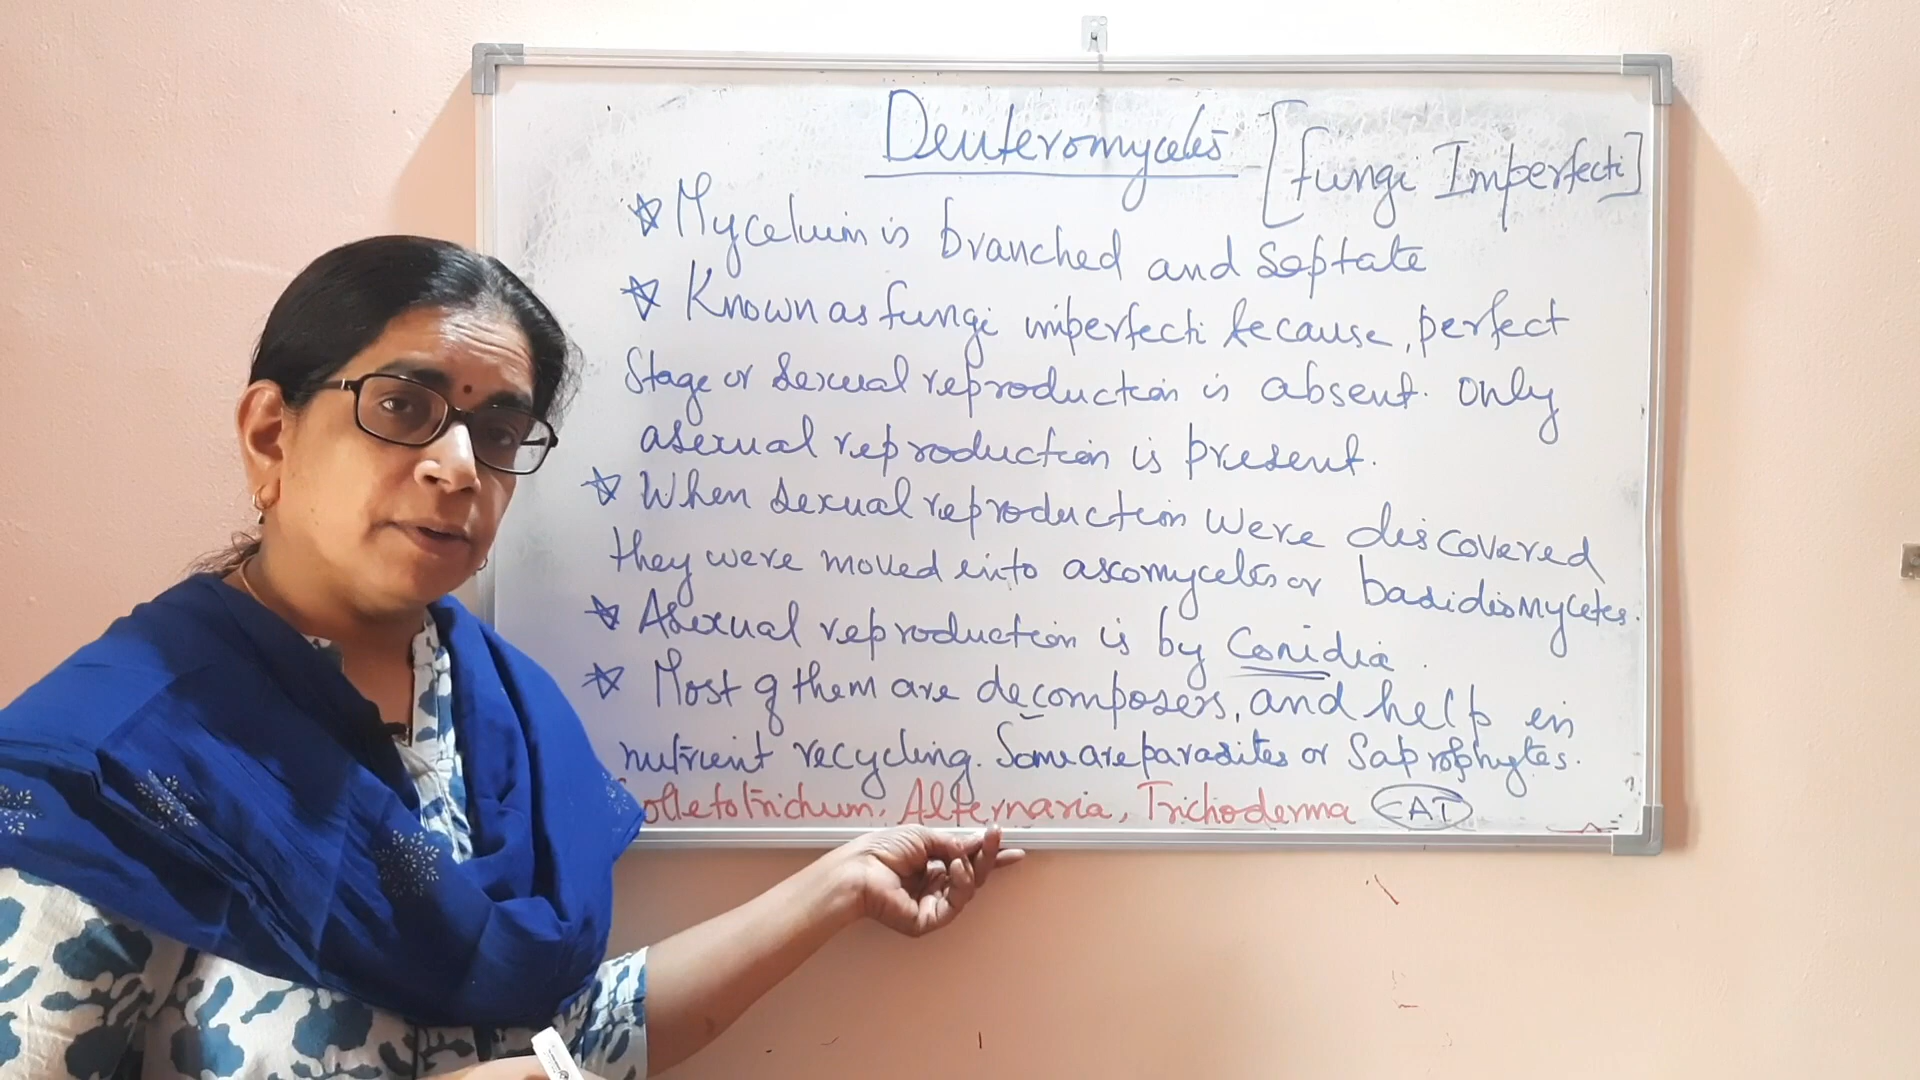 Deuteromycetes [Fungi Imperfecti]
Mycelium is branched and Septate
Known as fungi imperfecti because, perfect
Stage or sexual reproduction is absent. Only
asexual reproduction is present.
When sexual reproduction were discovered
they were moved into ascomycetes or basidiomycetes.
Asexual reproduction is by Conidia.
Most of them are decomposers, and help in
nutrient recycling. Some are parasites or Saprophytes.
olletotrichum, Alternaria, Trichoderma CAT